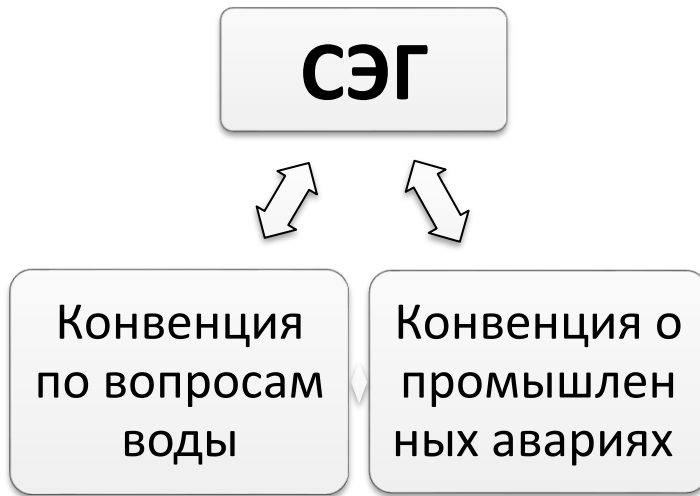 СЭГ
Конвенция
по вопросам
воды
Конвенция о
промышлен
ных авариях